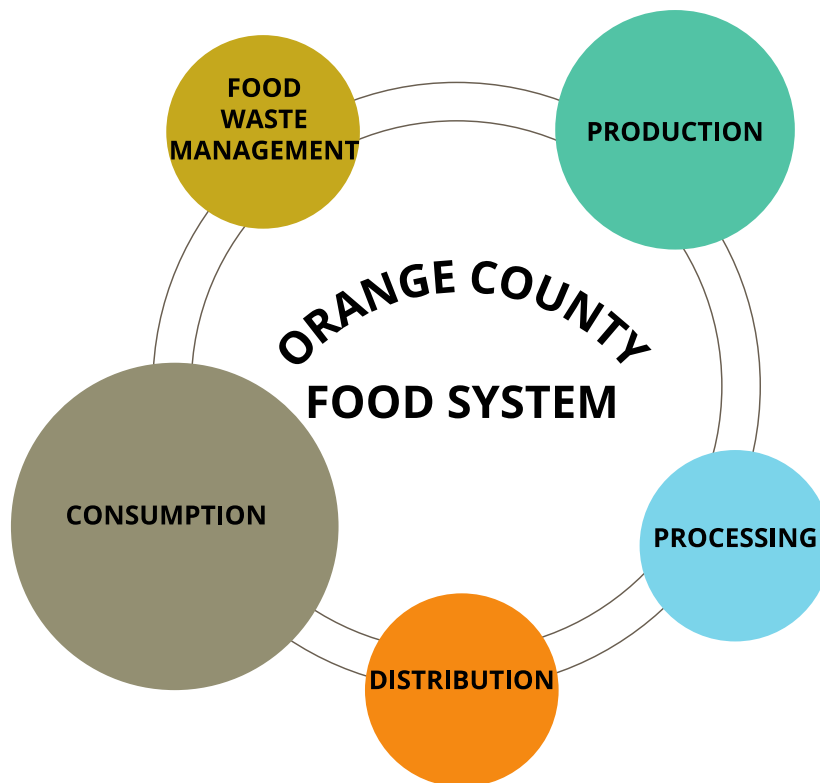 FOOD
WASTE
MANAGEMENT
PRODUCTION
ORANGE COUNTY
FOOD SYSTEM
CONSUMPTION
PROCESSING
DISTRIBUTION